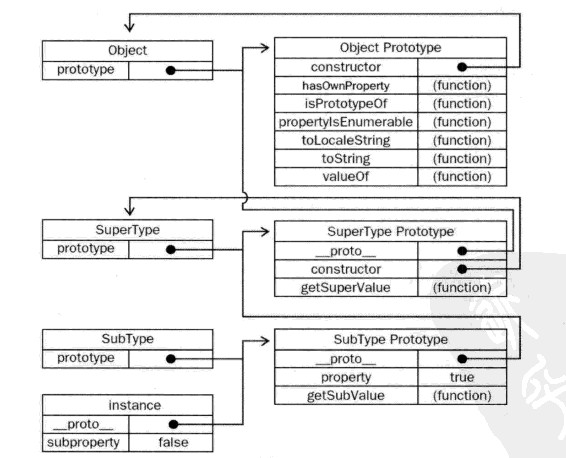 Object
prototype
Object Prototype
constructor
hasOwnProperty (function)
isPrototypeOf (function)
propertyIsEnumerable (function)
toLocaleString (function)
toString (function)
valueOf (function)
SuperType
prototype
SuperType Prototype
__proto__
constructor
getSuperValue (function)
SubType
prototype
SubType Prototype
__proto__
property true
getSubValue (function)
instance
__proto__
subproperty false